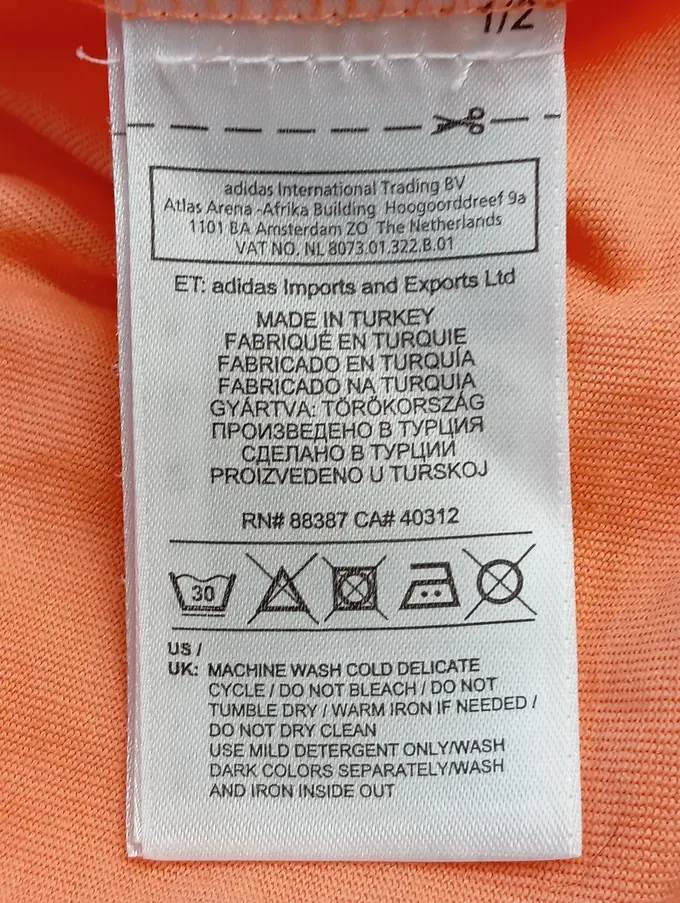 1/2
adidas International Trading BV
Atlas Arena -Afrika Building Hoogoorddreef 9a
1101 BA Amsterdam ZO The Netherlands
VAT NO. NL 8073.01.322.B.01
ET: adidas Imports and Exports Ltd
MADE IN TURKEY
FABRIQUÉ EN TURQUIE
FABRICADO EN TURQUÍA
FABRICADO NA TURQUIA
GYÁRTVA: TÖRÖKORSZÁG
ПРОИЗВЕДЕНО В ТУРЦИЯ
СДЕЛАНО В ТУРЦИИ
PROIZVEDENO U TURSKOJ
RN# 88387 CA# 40312
30
US /
UK: MACHINE WASH COLD DELICATE
CYCLE / DO NOT BLEACH / DO NOT
TUMBLE DRY / WARM IRON IF NEEDED /
DO NOT DRY CLEAN
USE MILD DETERGENT ONLY/WASH
DARK COLORS SEPARATELY/WASH
AND IRON INSIDE OUT